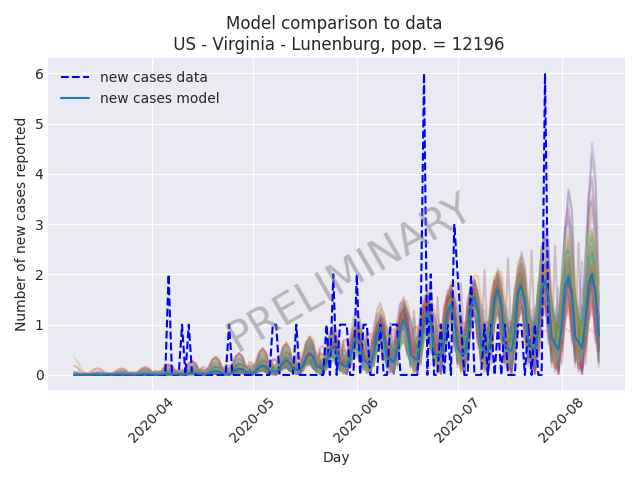 Model comparison to data
US - Virginia - Lunenburg, pop. = 12196
new cases data
new cases model
Number of new cases reported
6
5
4
3
2
1
0
PRELIMINARY
2020-04
2020-05
2020-06
2020-07
2020-08
Day